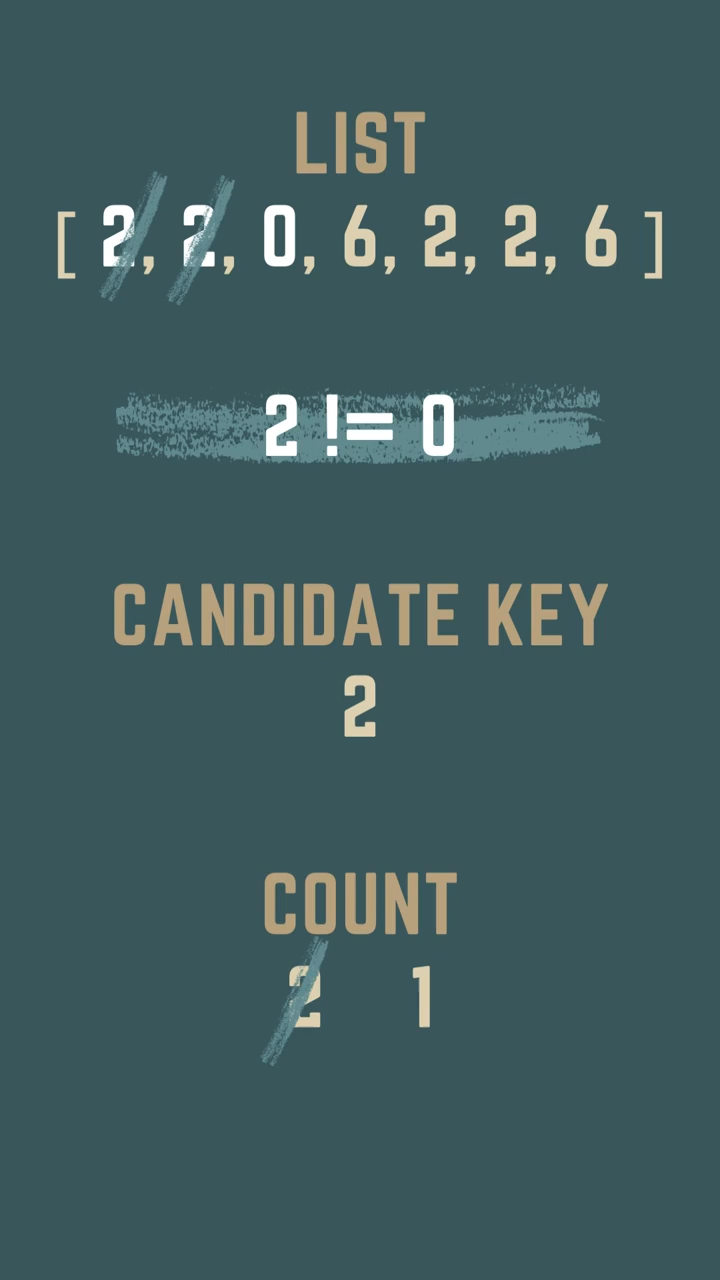 LIST
[ 2, 2, 0, 6, 2, 2, 6 ]
2 != 0
CANDIDATE KEY
2
COUNT
2 1